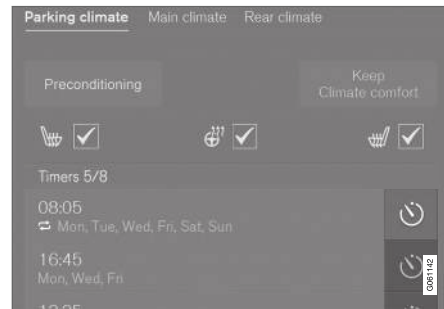 Parking climate Main climate Rear climate
Preconditioning
Keep
Climate comfort
Timers 5/8
08:05
Mon, Tue, Wed, Fri, Sat, Sun
16:45
Mon, Wed, Fri
G061142